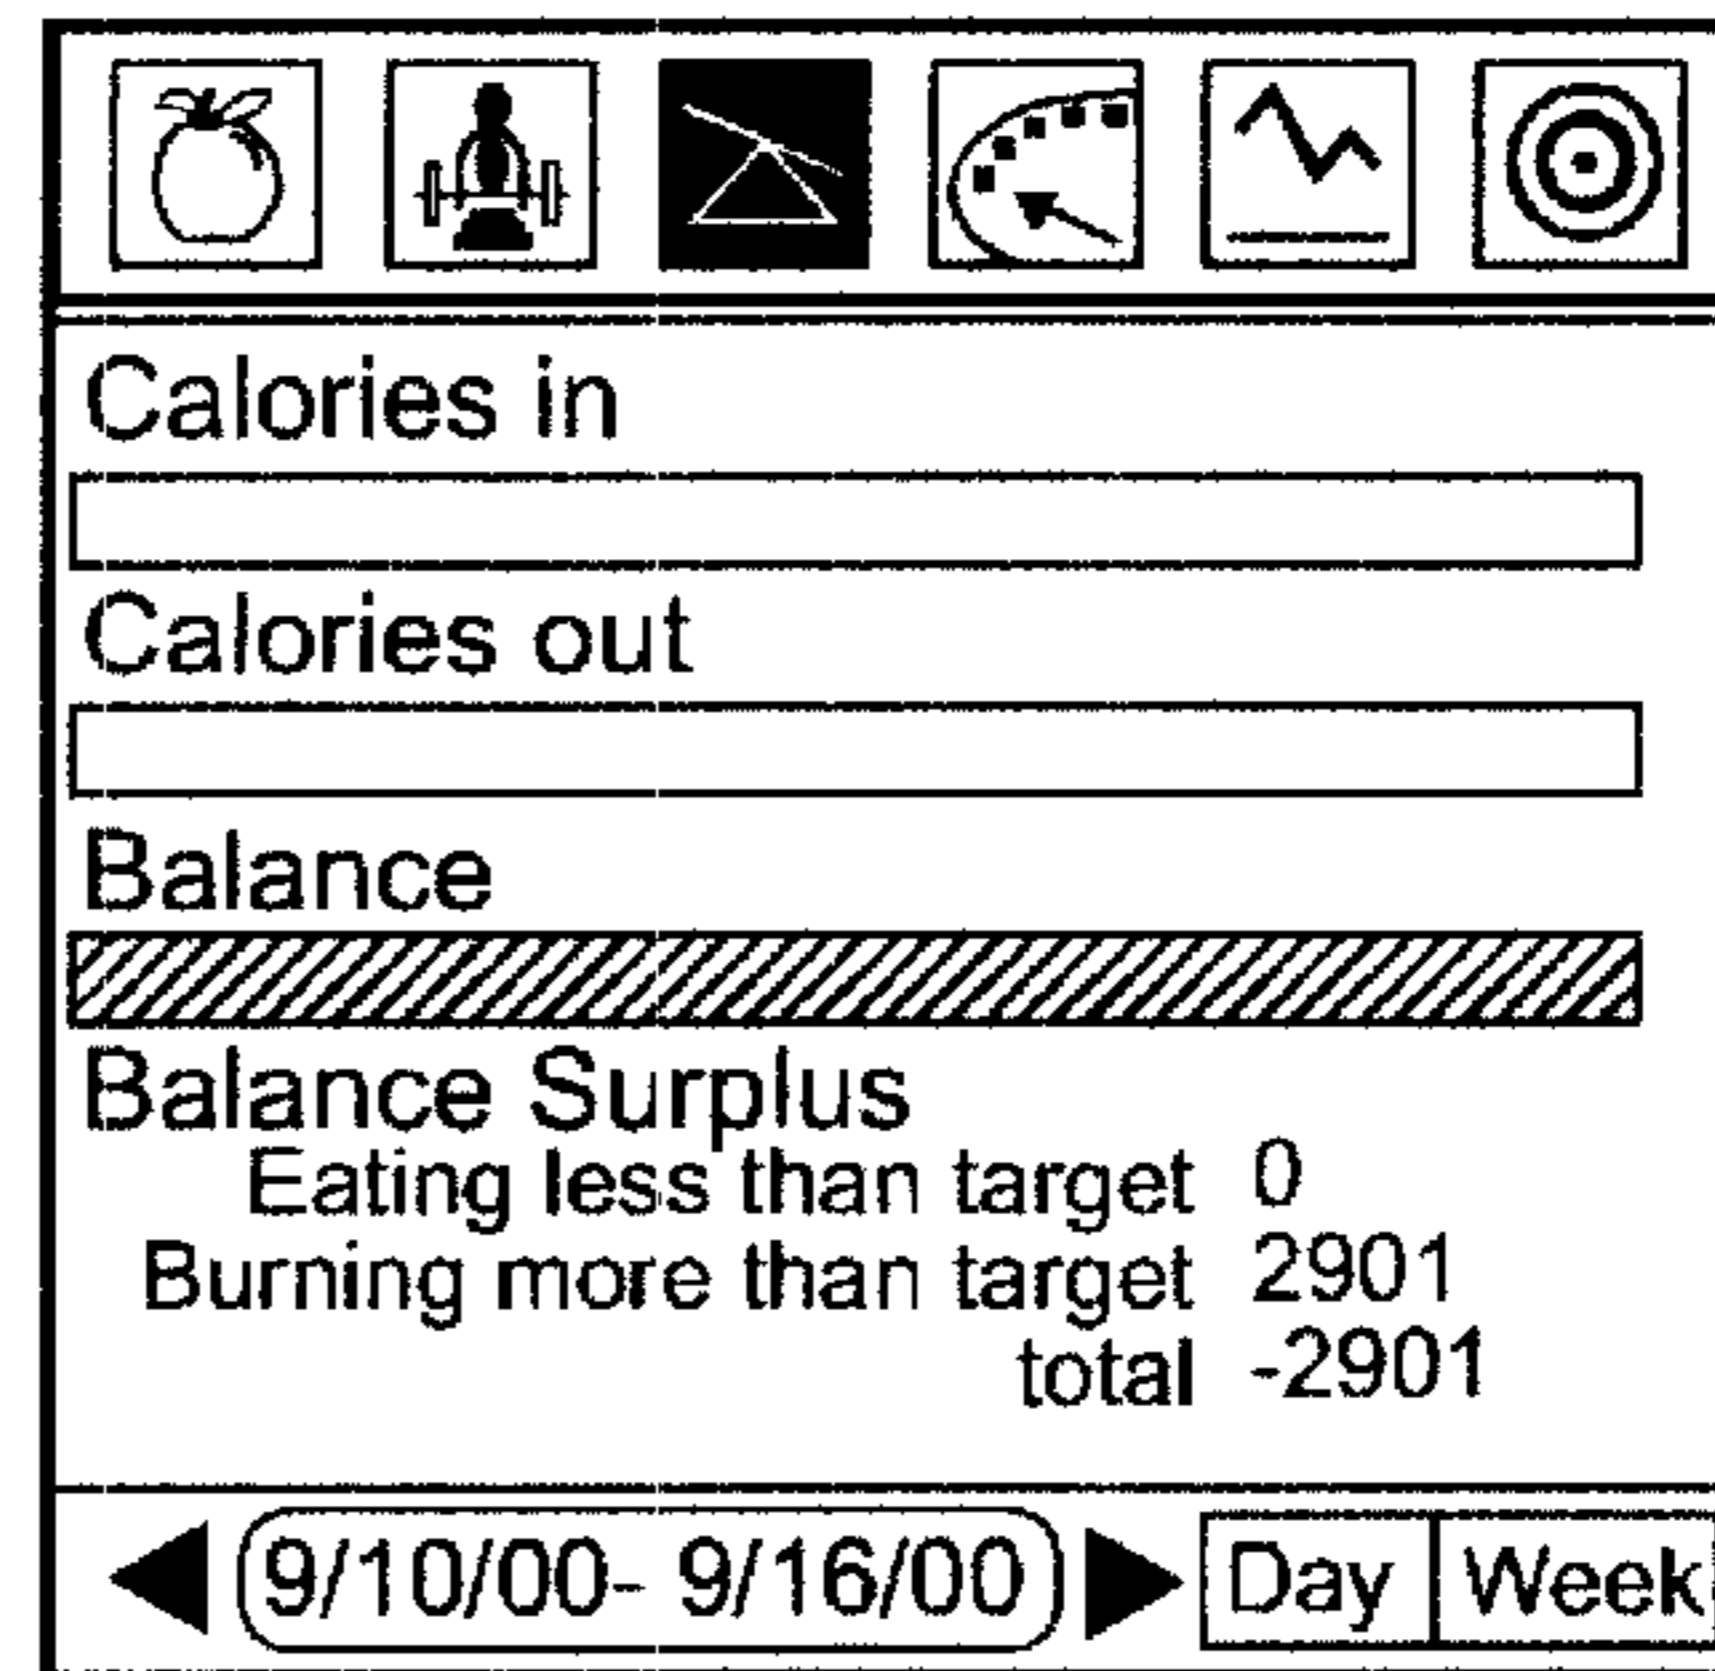 Calories in
Calories out
Balance
Balance Surplus
Eating less than target 0
Burning more than target 2901
total -2901
9/10/00- 9/16/00 Day Week